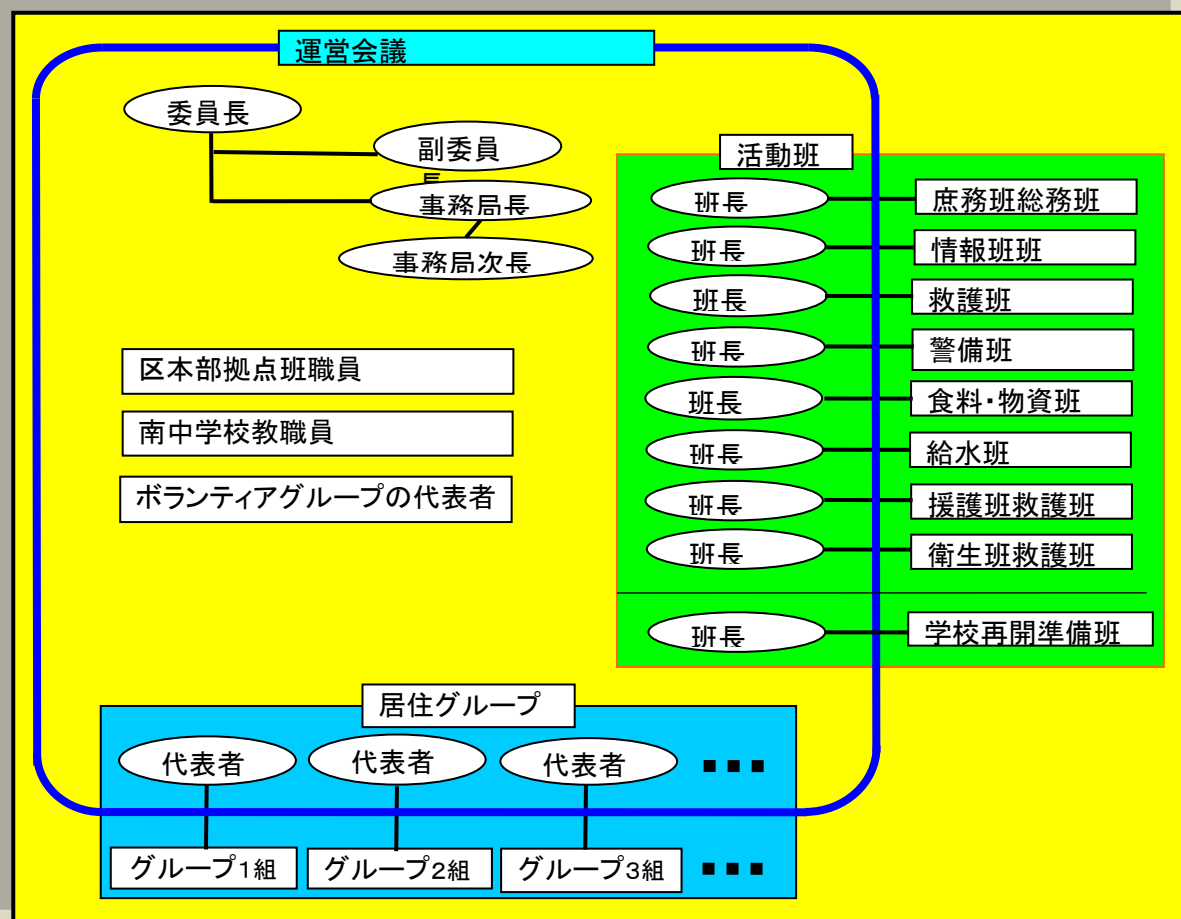 運営会議
委員長
副委員
長
事務局長
事務局次長
区本部拠点班職員
南中学校教職員
ボランティアグループの代表者
活動班
班長
庶務班総務班
班長
情報班班
班長
救護班
班長
警備班
班長
食料・物資班
班長
給水班
班長
援護班救護班
班長
衛生班救護班
班長
学校再開準備班
居住グループ
代表者
代表者
代表者
■■■
グループ1組
グループ2組
グループ3組
■■■